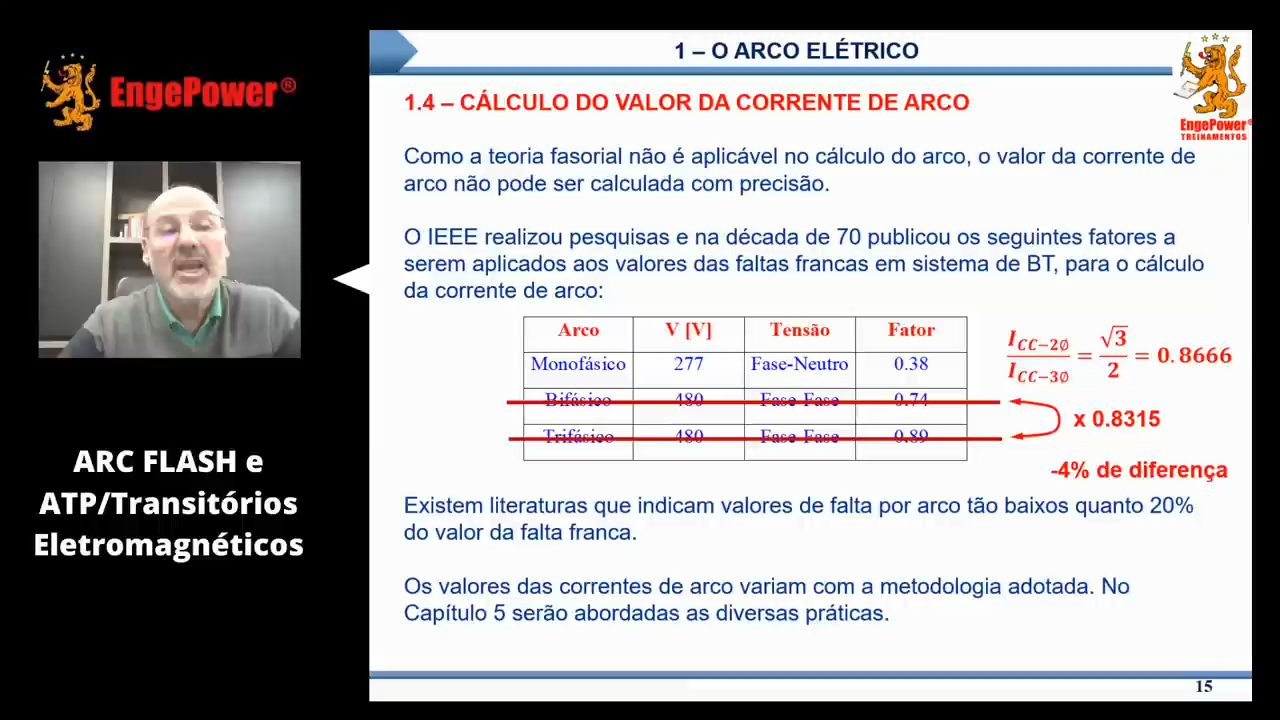 EngePower®
ARC FLASH e
ATP/Transitórios
Eletromagnéticos
1 – O ARCO ELÉTRICO
EngePower®
TREINAMENTOS
1.4 – CÁLCULO DO VALOR DA CORRENTE DE ARCO
Como a teoria fasorial não é aplicável no cálculo do arco, o valor da corrente de
arco não pode ser calculada com precisão.
O IEEE realizou pesquisas e na década de 70 publicou os seguintes fatores a
serem aplicados aos valores das faltas francas em sistema de BT, para o cálculo
da corrente de arco:
Arco V [V] Tensão Fator
Monofásico 277 Fase-Neutro 0.38
Bifásico 480 Fase-Fase 0.74
Trifásico 480 Fase-Fase 0.89
I_CC-2Ø / I_CC-3Ø = √3 / 2 = 0.8666
x 0.8315
-4% de diferença
Existem literaturas que indicam valores de falta por arco tão baixos quanto 20%
do valor da falta franca.
Os valores das correntes de arco variam com a metodologia adotada. No
Capítulo 5 serão abordadas as diversas práticas.
15